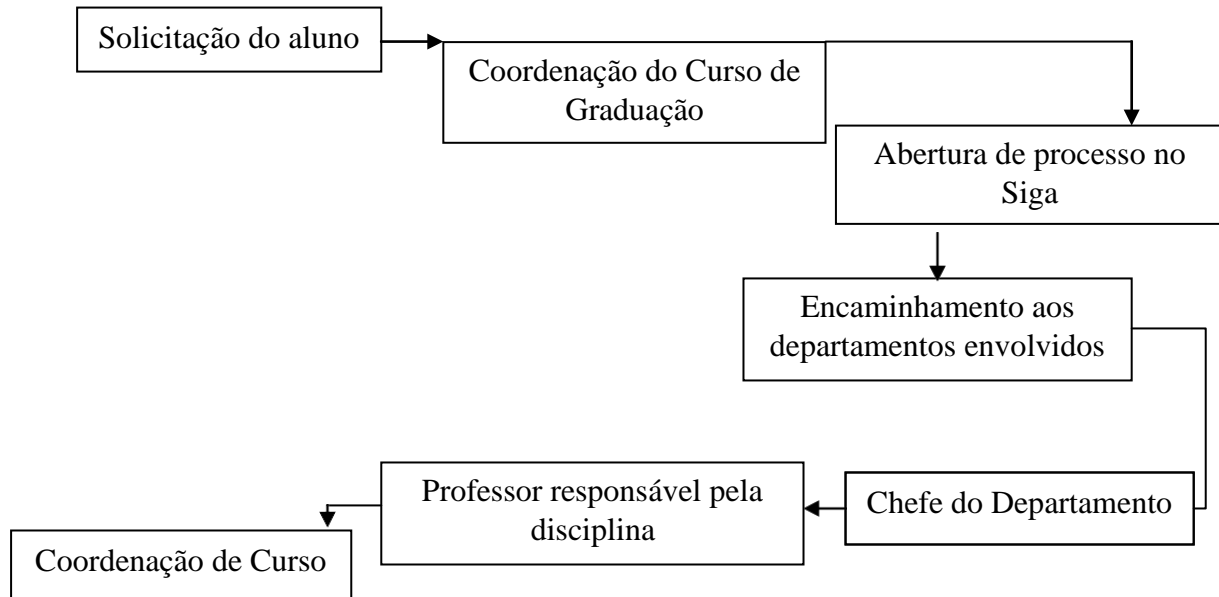 Solicitação do aluno
Coordenação do Curso de
Graduação
Abertura de processo no
Siga
Encaminhamento aos
departamentos envolvidos
Chefe do Departamento
Professor responsável pela
disciplina
Coordenação de Curso